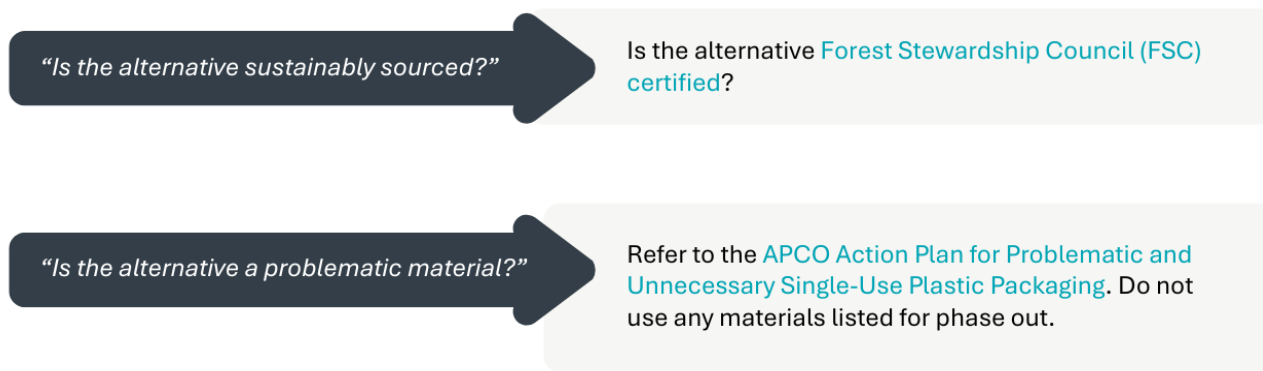 “Is the alternative sustainably sourced?”
Is the alternative Forest Stewardship Council (FSC)
certified?
“Is the alternative a problematic material?”
Refer to the APCO Action Plan for Problematic and
Unnecessary Single-Use Plastic Packaging. Do not
use any materials listed for phase out.